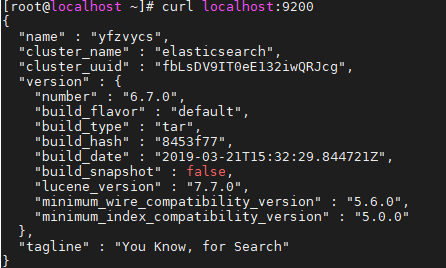 [root@localhost ~]# curl localhost:9200
{
  "name" : "yfzvycs",
  "cluster_name" : "elasticsearch",
  "cluster_uuid" : "fbLsDV9IT0eE132iwQRJcg",
  "version" : {
    "number" : "6.7.0",
    "build_flavor" : "default",
    "build_type" : "tar",
    "build_hash" : "8453f77",
    "build_date" : "2019-03-21T15:32:29.844721Z",
    "build_snapshot" : false,
    "lucene_version" : "7.7.0",
    "minimum_wire_compatibility_version" : "5.6.0",
    "minimum_index_compatibility_version" : "5.0.0"
  },
  "tagline" : "You Know, for Search"
}